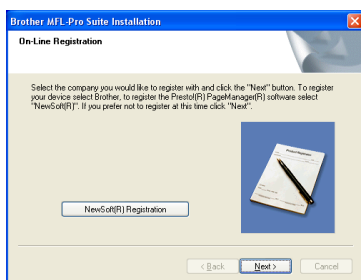 Brother MFL-Pro Suite Installation
On-Line Registration
Select the company you would like to register with and click the "Next" button. To register
your device select Brother, to register the Presto!(R) PageManager(R) software select
"NewSoft(R)". If you prefer not to register at this time click "Next".
NewSoft(R) Registration
< Back
Next >
Cancel